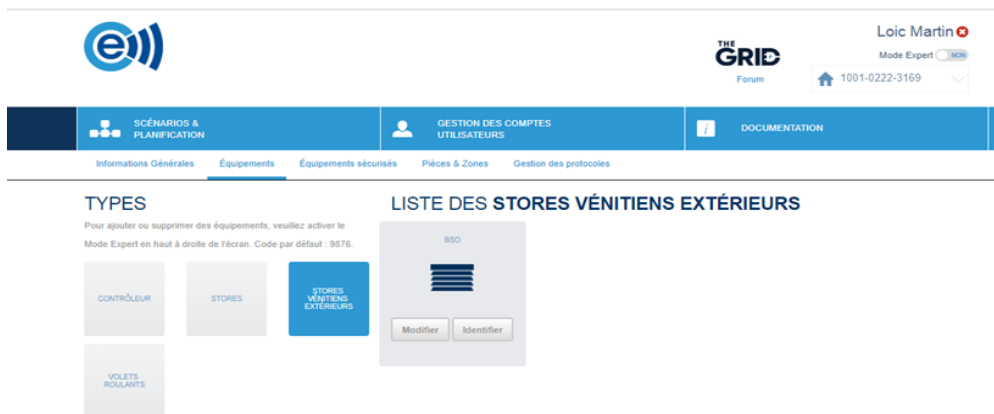 e
THE
GRID
Forum
Loic Martin
Mode Expert NON
1001-0222-3169
SCÉNARIOS &
PLANIFICATION
GESTION DES COMPTES
UTILISATEURS
i
DOCUMENTATION
Informations Générales Équipements Équipements sécurisés Pièces & Zones Gestion des protocoles
TYPES
Pour ajouter ou supprimer des équipements, veuillez activer le
Mode Expert en haut à droite de l'écran. Code par défaut : 9876.
CONTRÔLEUR
STORES
STORES
VÉNITIENS
EXTÉRIEURS
VOLETS
ROULANTS
LISTE DES STORES VÉNITIENS EXTÉRIEURS
BSO
Modifier Identifier